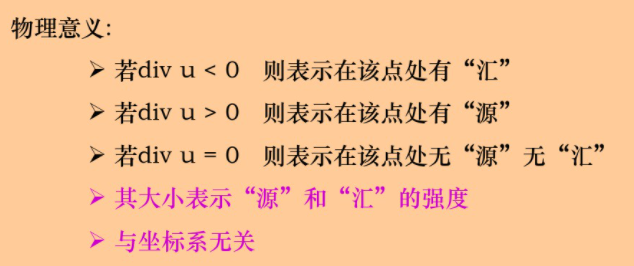 物理意义：
➢ 若div u < 0 则表示在该点处有“汇”
➢ 若div u > 0 则表示在该点处有“源”
➢ 若div u = 0 则表示在该点处无“源”无“汇”
➢ 其大小表示“源”和“汇”的强度
➢ 与坐标系无关